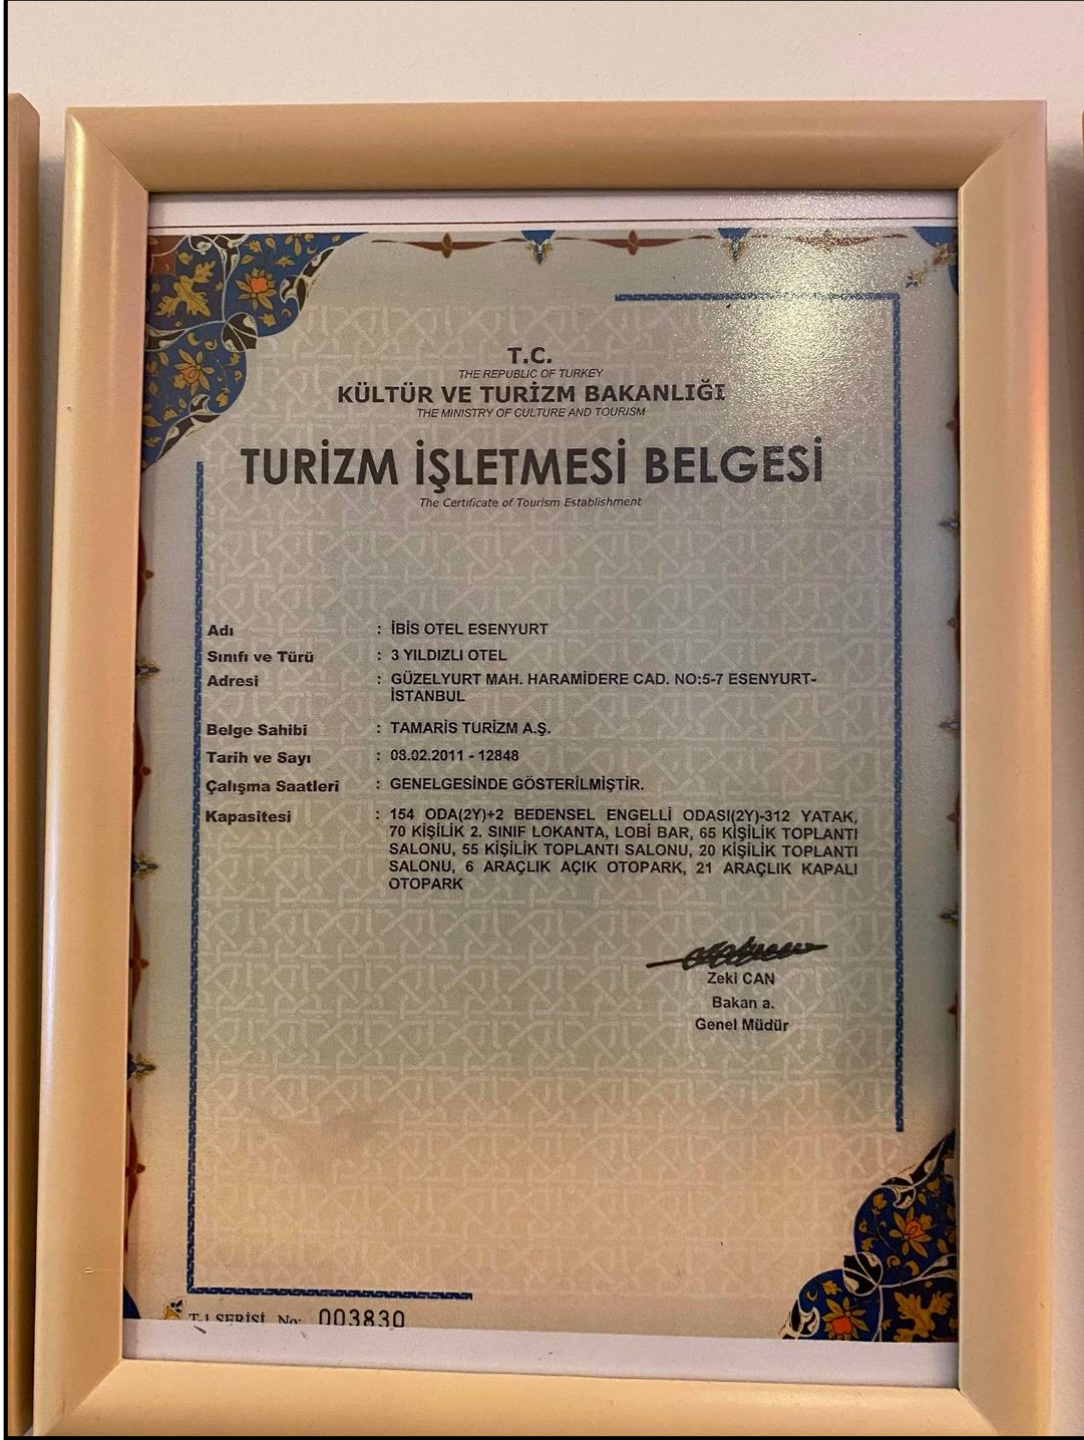 T.C.
THE REPUBLIC OF TURKEY
KÜLTÜR VE TURİZM BAKANLIĞI
THE MINISTRY OF CULTURE AND TOURISM
TURİZM İŞLETMESİ BELGESİ
The Certificate of Tourism Establishment
Adı : İBİS OTEL ESENYURT
Sınıfı ve Türü : 3 YILDIZLI OTEL
Adresi : GÜZELYURT MAH. HARAMİDERE CAD. NO:5-7 ESENYURT-
İSTANBUL
Belge Sahibi : TAMARİS TURİZM A.Ş.
Tarih ve Sayı : 08.02.2011 - 12848
Çalışma Saatleri : GENELGESİNDE GÖSTERİLMİŞTİR.
Kapasitesi : 154 ODA(2Y)+2 BEDENSEL ENGELLİ ODASI(2Y)-312 YATAK,
70 KİŞİLİK 2. SINIF LOKANTA, LOBİ BAR, 65 KİŞİLİK TOPLANTI
SALONU, 55 KİŞİLİK TOPLANTI SALONU, 20 KİŞİLİK TOPLANTI
SALONU, 6 ARAÇLIK AÇIK OTOPARK, 21 ARAÇLIK KAPALI
OTOPARK
Zeki CAN
Bakan a.
Genel Müdür
T-1 SERİSİ No: 003830